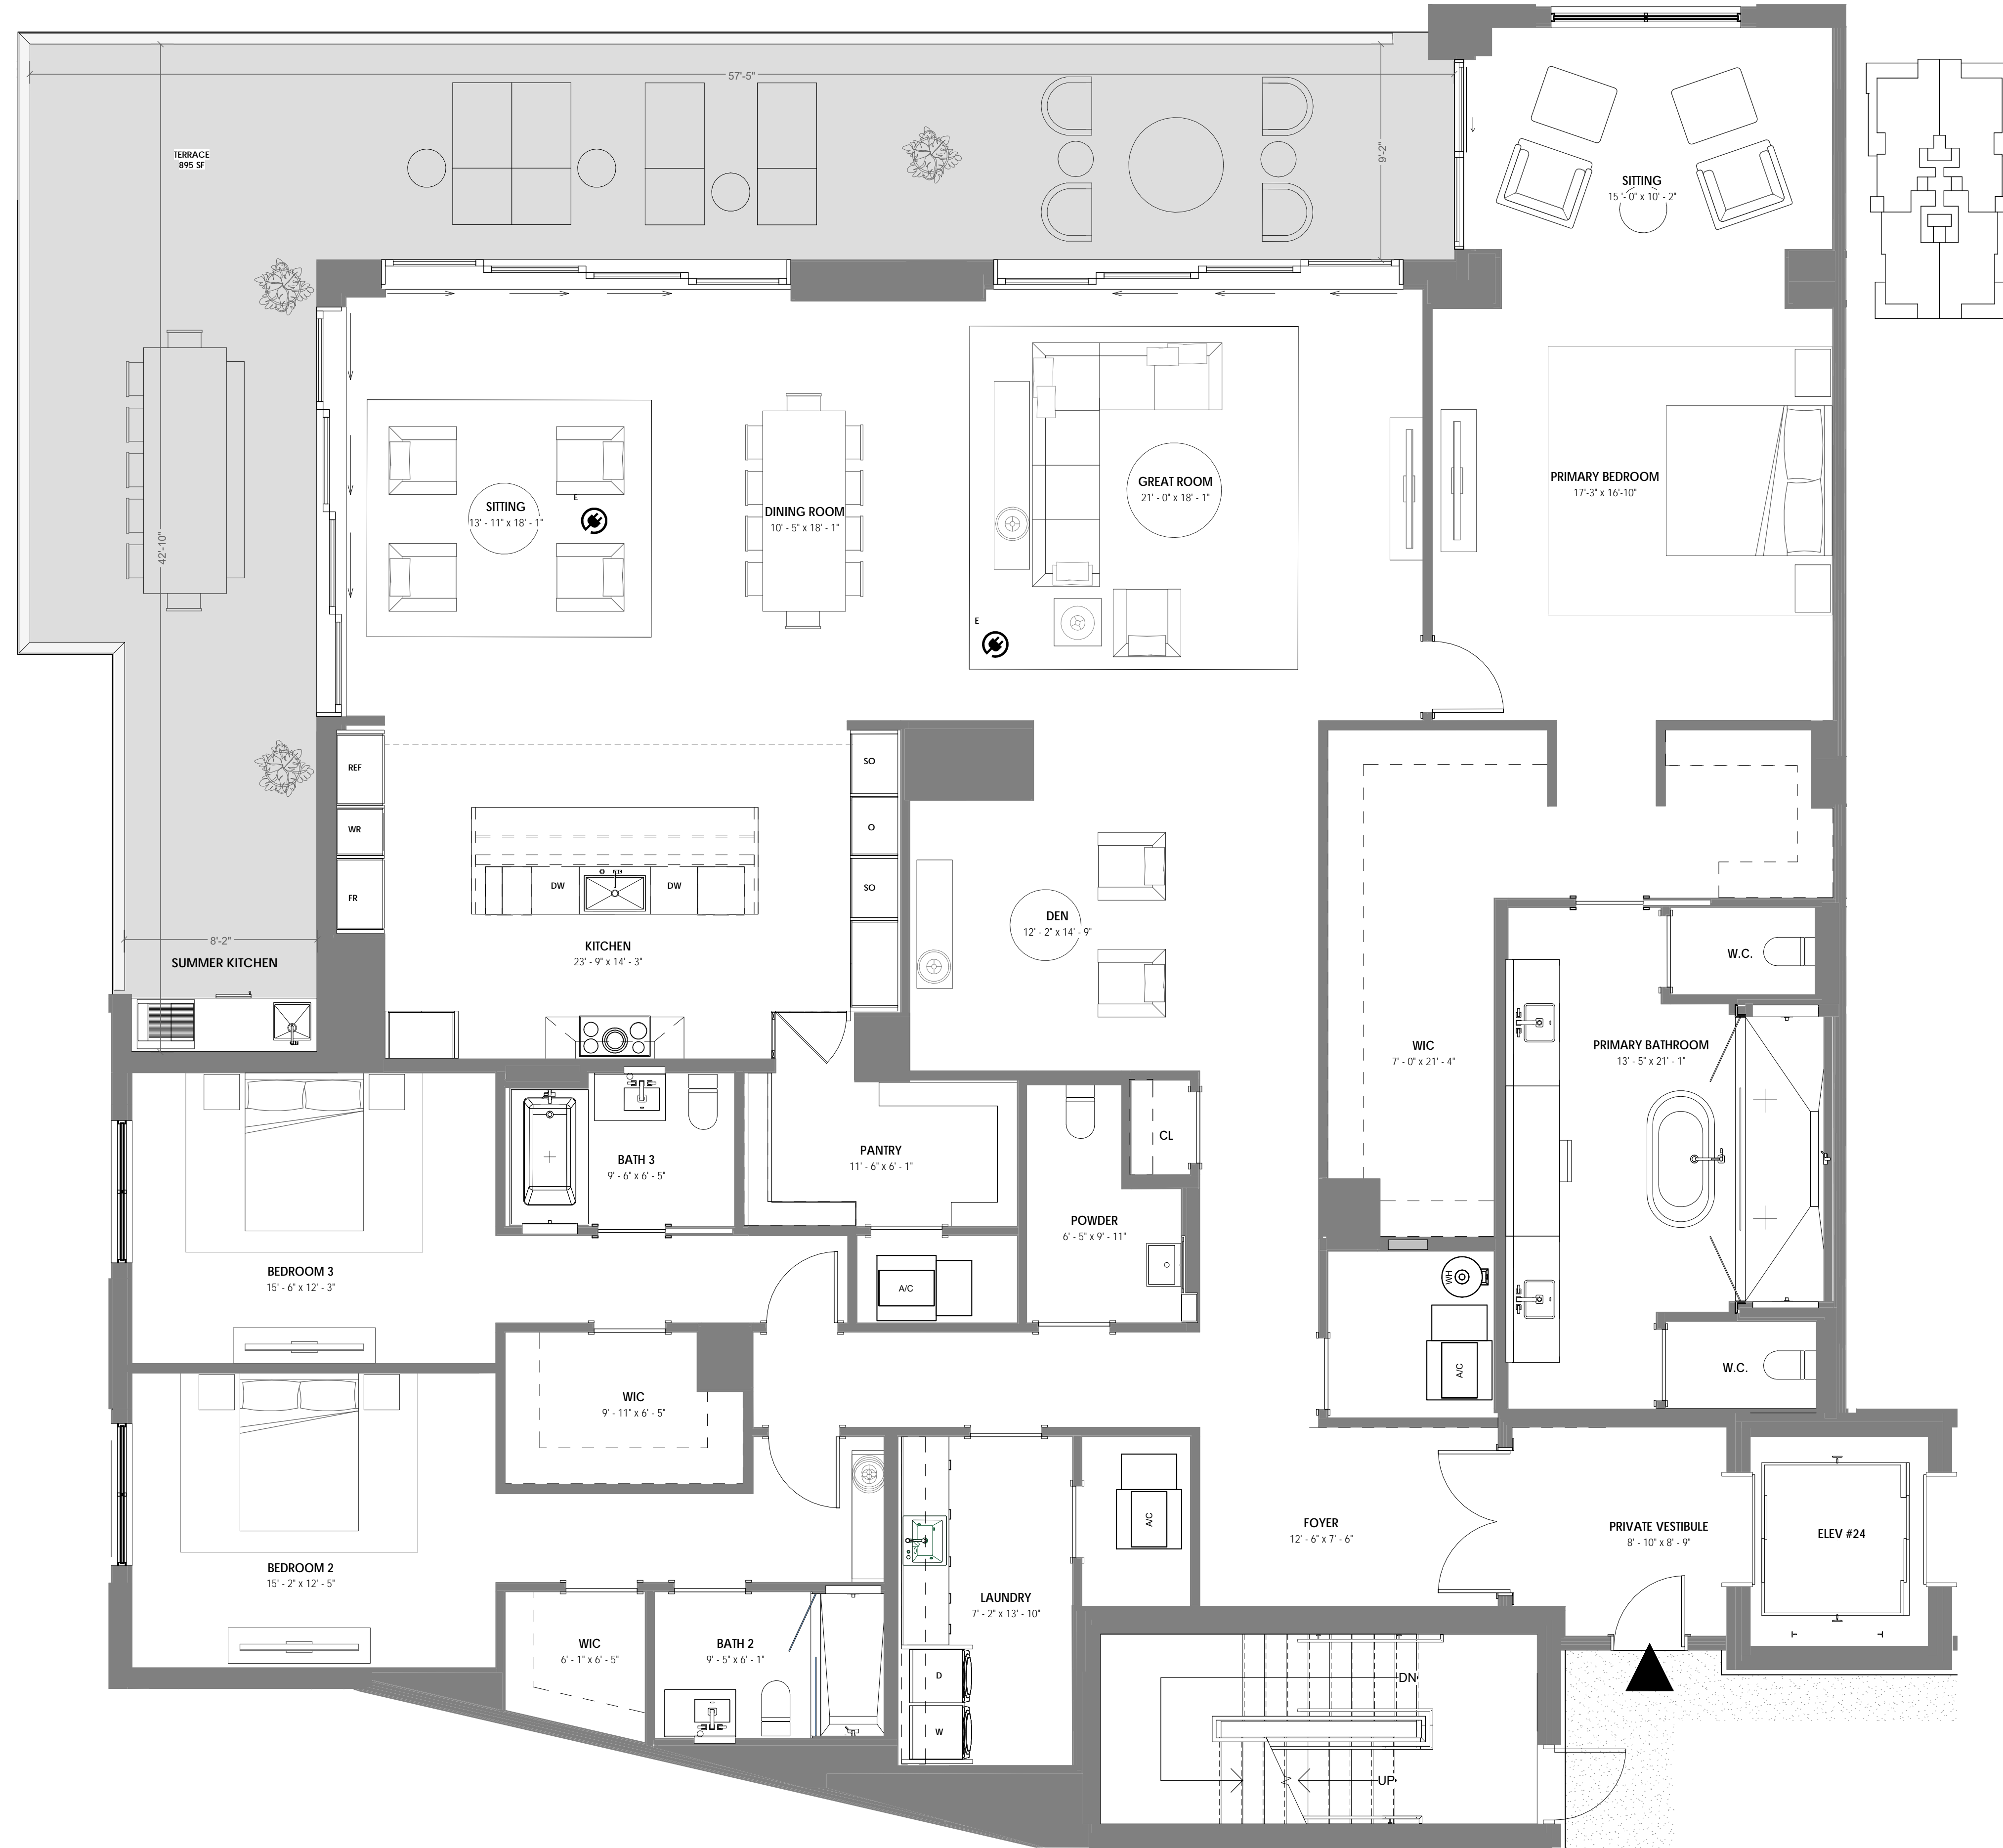 57'-5"
TERRACE
895 SF
9'-2"
SITTING
15 '- 0" x 10' - 2"
42'-10"
SITTING
13' - 11" x 18' - 1"
E
DINING ROOM
10' - 5" x 18' - 1"
GREAT ROOM
21' - 0" x 18' - 1"
E
PRIMARY BEDROOM
17'-3" x 16'-10"
REF
WR
FR
DW
DW
SO
O
SO
KITCHEN
23' - 9" x 14' - 3"
DEN
12' - 2" x 14' - 9"
8'-2"
SUMMER KITCHEN
W.C.
WIC
7' - 0" x 21' - 4"
PRIMARY BATHROOM
13' - 5" x 21' - 1"
BATH 3
9' - 6" x 6' - 5"
PANTRY
11' - 6" x 6' - 1"
CL
POWDER
6' - 5" x 9' - 11"
BEDROOM 3
15' - 6" x 12' - 3"
A/C
WH
A/C
W.C.
WIC
9' - 11" x 6' - 5"
BEDROOM 2
15' - 2" x 12' - 5"
A/C
FOYER
12' - 6" x 7' - 6"
PRIVATE VESTIBULE
8' - 10" x 8' - 9"
ELEV #24
LAUNDRY
7' - 2" x 13' - 10"
WIC
6' - 1" x 6' - 5"
BATH 2
9' - 5" x 6' - 1"
D
W
DN
UP